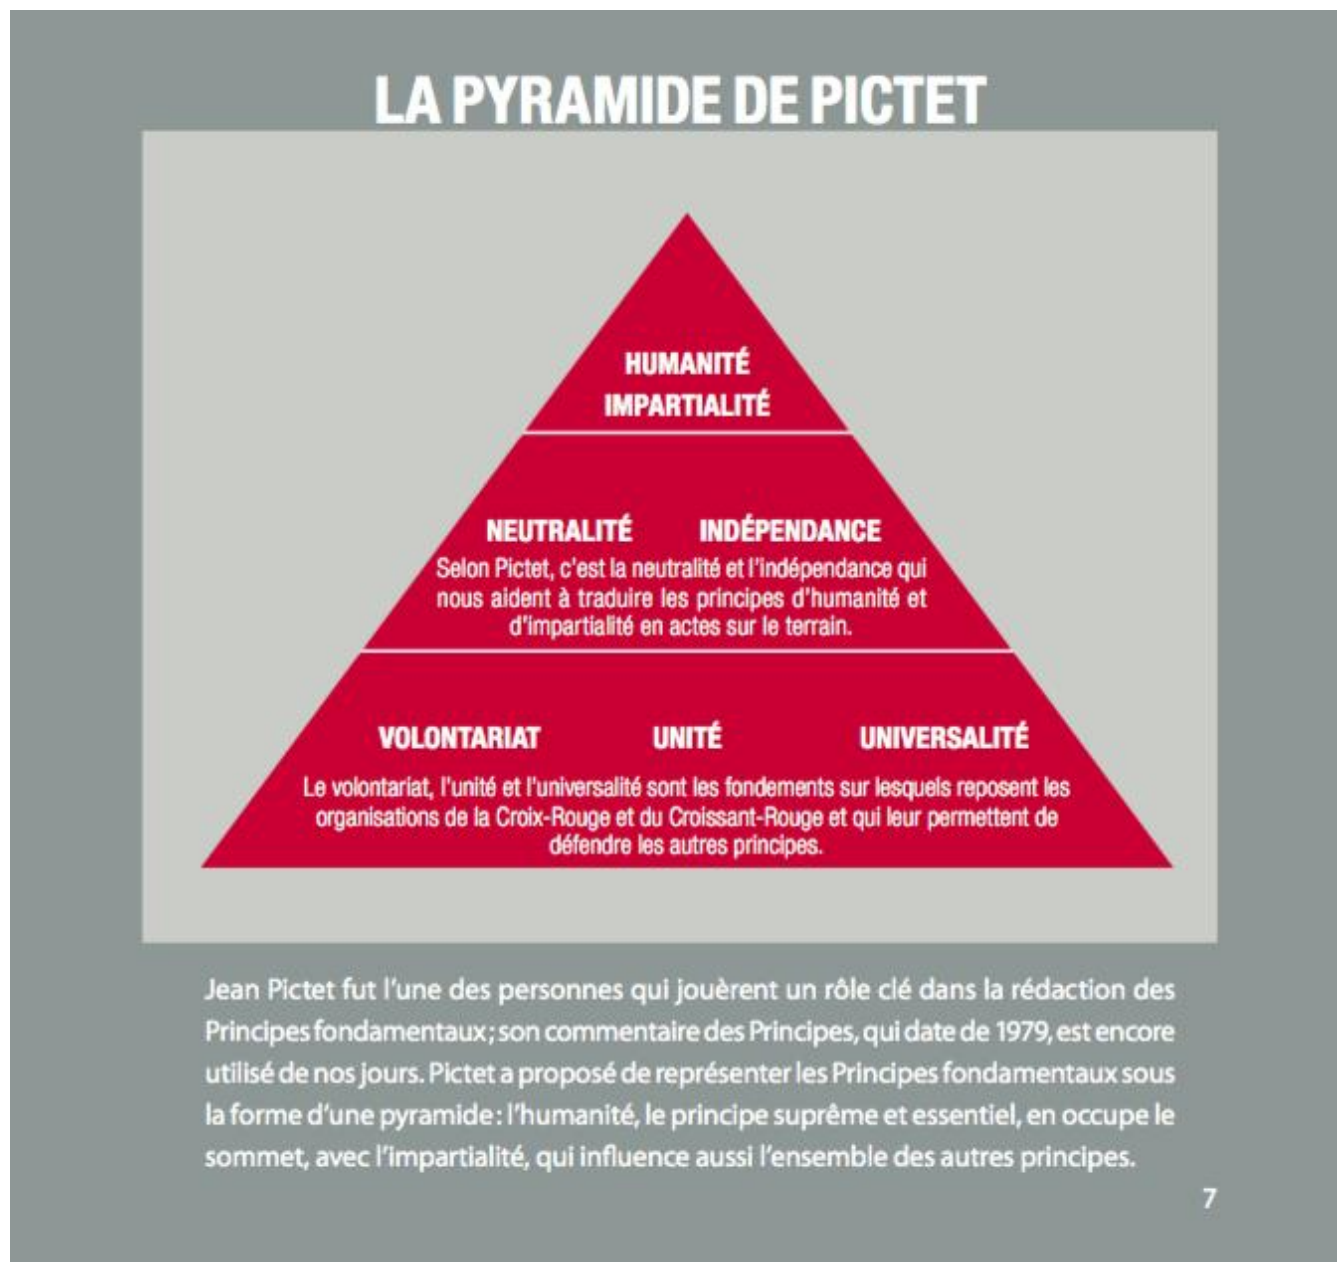 LA PYRAMIDE DE PICTET
HUMANITÉ
IMPARTIALITÉ
NEUTRALITÉ INDÉPENDANCE
Selon Pictet, c'est la neutralité et l'indépendance qui
nous aident à traduire les principes d'humanité et
d'impartialité en actes sur le terrain.
VOLONTARIAT UNITÉ UNIVERSALITÉ
Le volontariat, l'unité et l'universalité sont les fondements sur lesquels reposent les
organisations de la Croix-Rouge et du Croissant-Rouge et qui leur permettent de
défendre les autres principes.
Jean Pictet fut l'une des personnes qui jouèrent un rôle clé dans la rédaction des
Principes fondamentaux ; son commentaire des Principes, qui date de 1979, est encore
utilisé de nos jours. Pictet a proposé de représenter les Principes fondamentaux sous
la forme d'une pyramide : l'humanité, le principe suprême et essentiel, en occupe le
sommet, avec l'impartialité, qui influence aussi l'ensemble des autres principes.
7